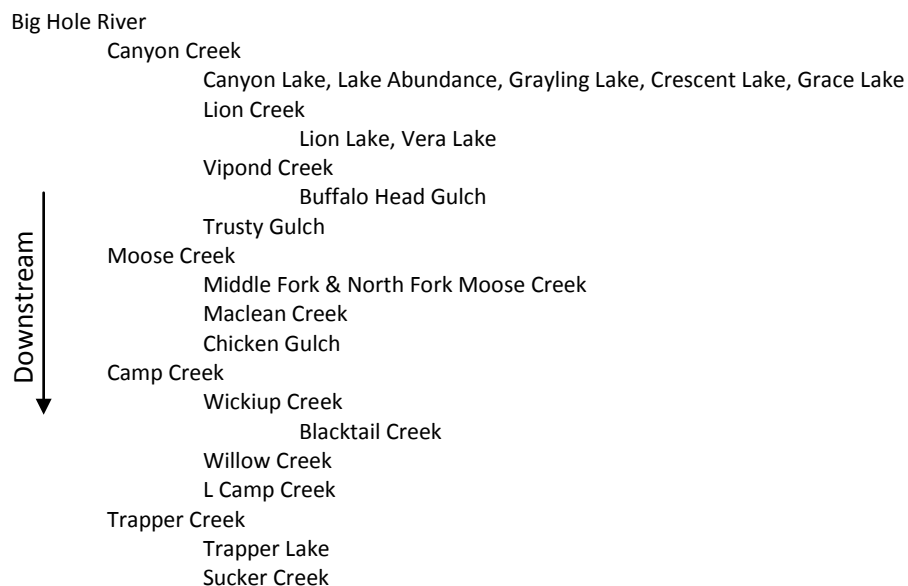 Big Hole River
Canyon Creek
Canyon Lake, Lake Abundance, Grayling Lake, Crescent Lake, Grace Lake
Lion Creek
Lion Lake, Vera Lake
Vipond Creek
Buffalo Head Gulch
Trusty Gulch
Moose Creek
Middle Fork & North Fork Moose Creek
Maclean Creek
Chicken Gulch
Camp Creek
Wickiup Creek
Blacktail Creek
Willow Creek
L Camp Creek
Trapper Creek
Trapper Lake
Sucker Creek
Downstream